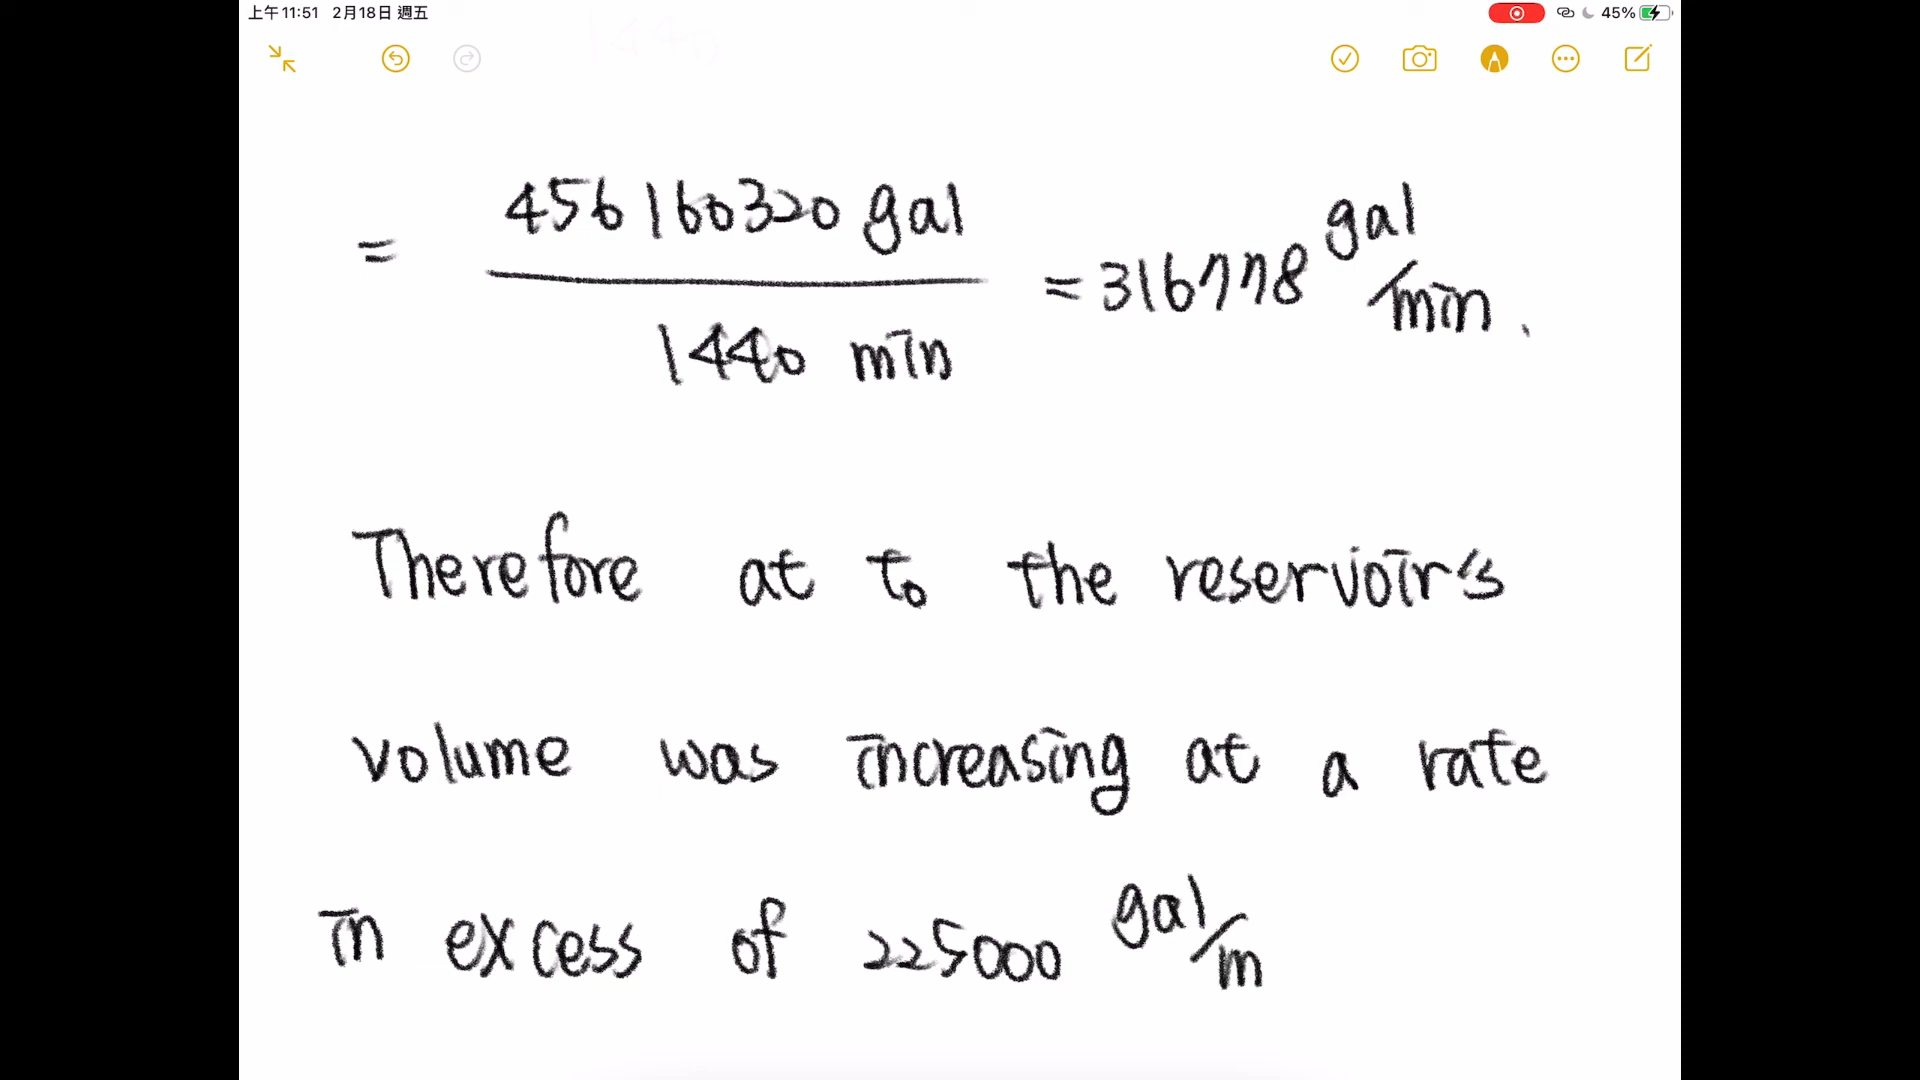 上午11:51 2月18日 週五
45%
= 456160320 gal / 1440 min = 316778 gal/min.
Therefore at to the reservoir's
volume was increasing at a rate
in excess of 225000 gal/m